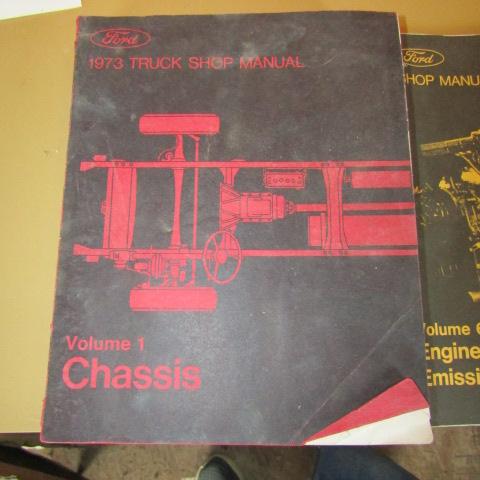 Ford
1973 TRUCK SHOP MANUAL
Volume 1
Chassis
Ford
SHOP MANU
Volume 6
Engine
Emissi